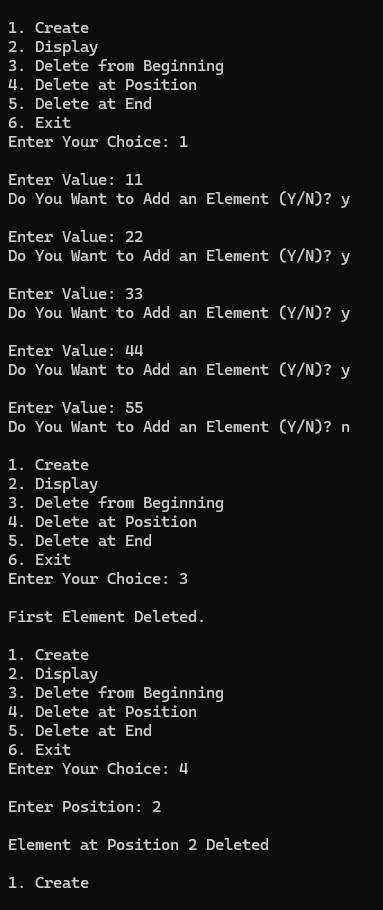 1. Create
2. Display
3. Delete from Beginning
4. Delete at Position
5. Delete at End
6. Exit
Enter Your Choice: 1
Enter Value: 11
Do You Want to Add an Element (Y/N)? y
Enter Value: 22
Do You Want to Add an Element (Y/N)? y
Enter Value: 33
Do You Want to Add an Element (Y/N)? y
Enter Value: 44
Do You Want to Add an Element (Y/N)? y
Enter Value: 55
Do You Want to Add an Element (Y/N)? n
1. Create
2. Display
3. Delete from Beginning
4. Delete at Position
5. Delete at End
6. Exit
Enter Your Choice: 3
First Element Deleted.
1. Create
2. Display
3. Delete from Beginning
4. Delete at Position
5. Delete at End
6. Exit
Enter Your Choice: 4
Enter Position: 2
Element at Position 2 Deleted
1. Create